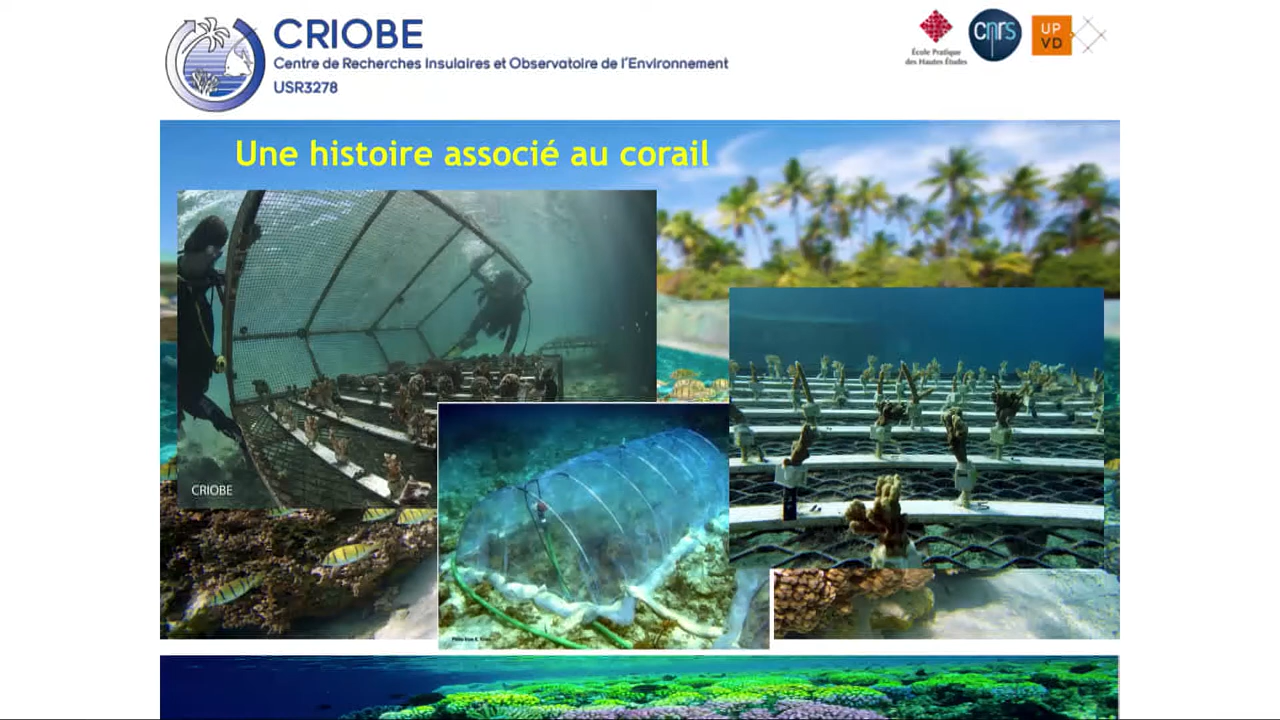 CRIOBE
Centre de Recherches Insulaires et Observatoire de l'Environnement
USR3278
École Pratique
des Hautes Études
cnrs
UP
VD
Une histoire associé au corail
CRIOBE